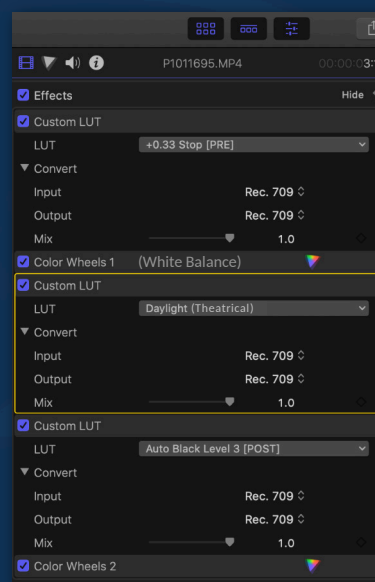 P1011695.MP4 00:00:03:
Effects Hide
Custom LUT
LUT +0.33 Stop [PRE]
Convert
Input Rec. 709
Output Rec. 709
Mix 1.0
Color Wheels 1 (White Balance)
Custom LUT
LUT Daylight (Theatrical)
Convert
Input Rec. 709
Output Rec. 709
Mix 1.0
Custom LUT
LUT Auto Black Level 3 [POST]
Convert
Input Rec. 709
Output Rec. 709
Mix 1.0
Color Wheels 2